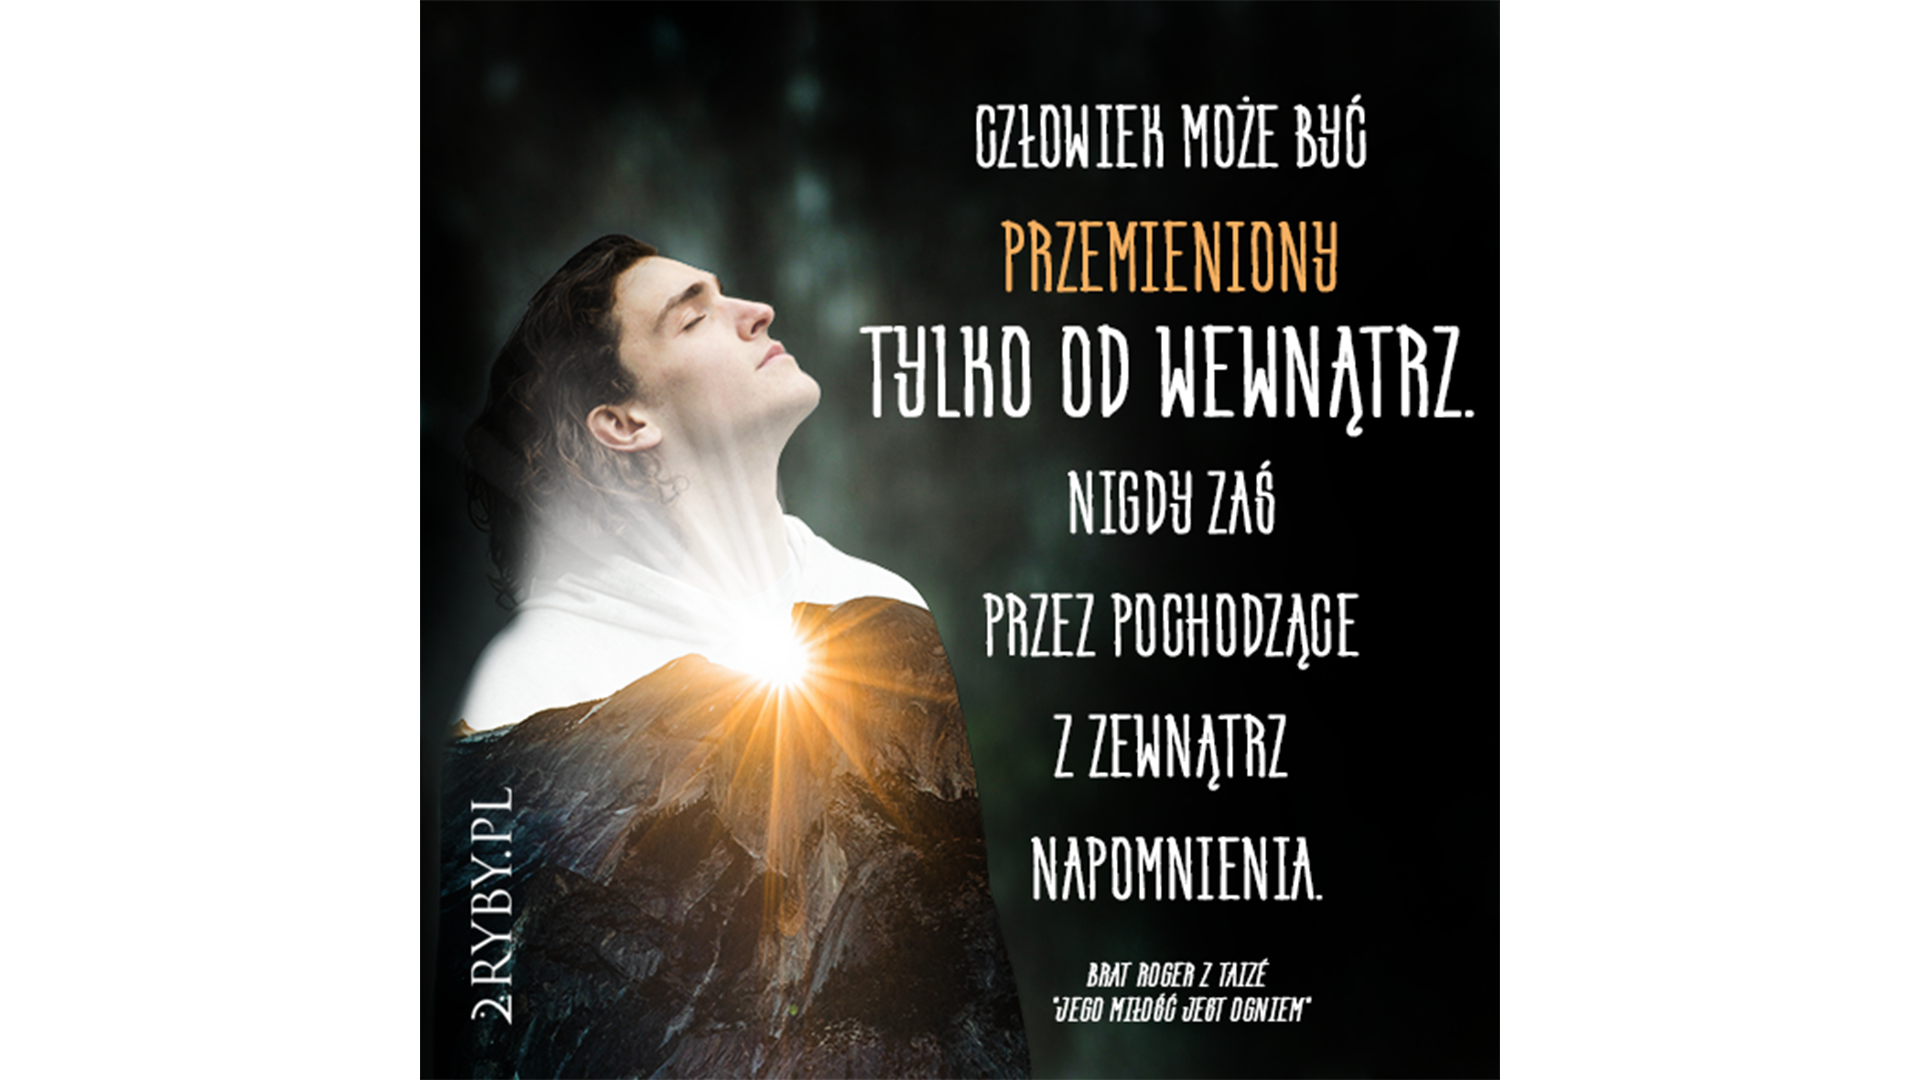 CZŁOWIEK MOŻE BYĆ
PRZEMIENIONY
TYLKO OD WEWNĄTRZ.
NIGDY ZAŚ
PRZEZ POCHODZĄCE
Z ZEWNĄTRZ
NAPOMNIENIA.
BRAT ROGER Z TAIZÉ
"JEGO MIŁOŚĆ JEST OGNIEM"
2RYBY.PL